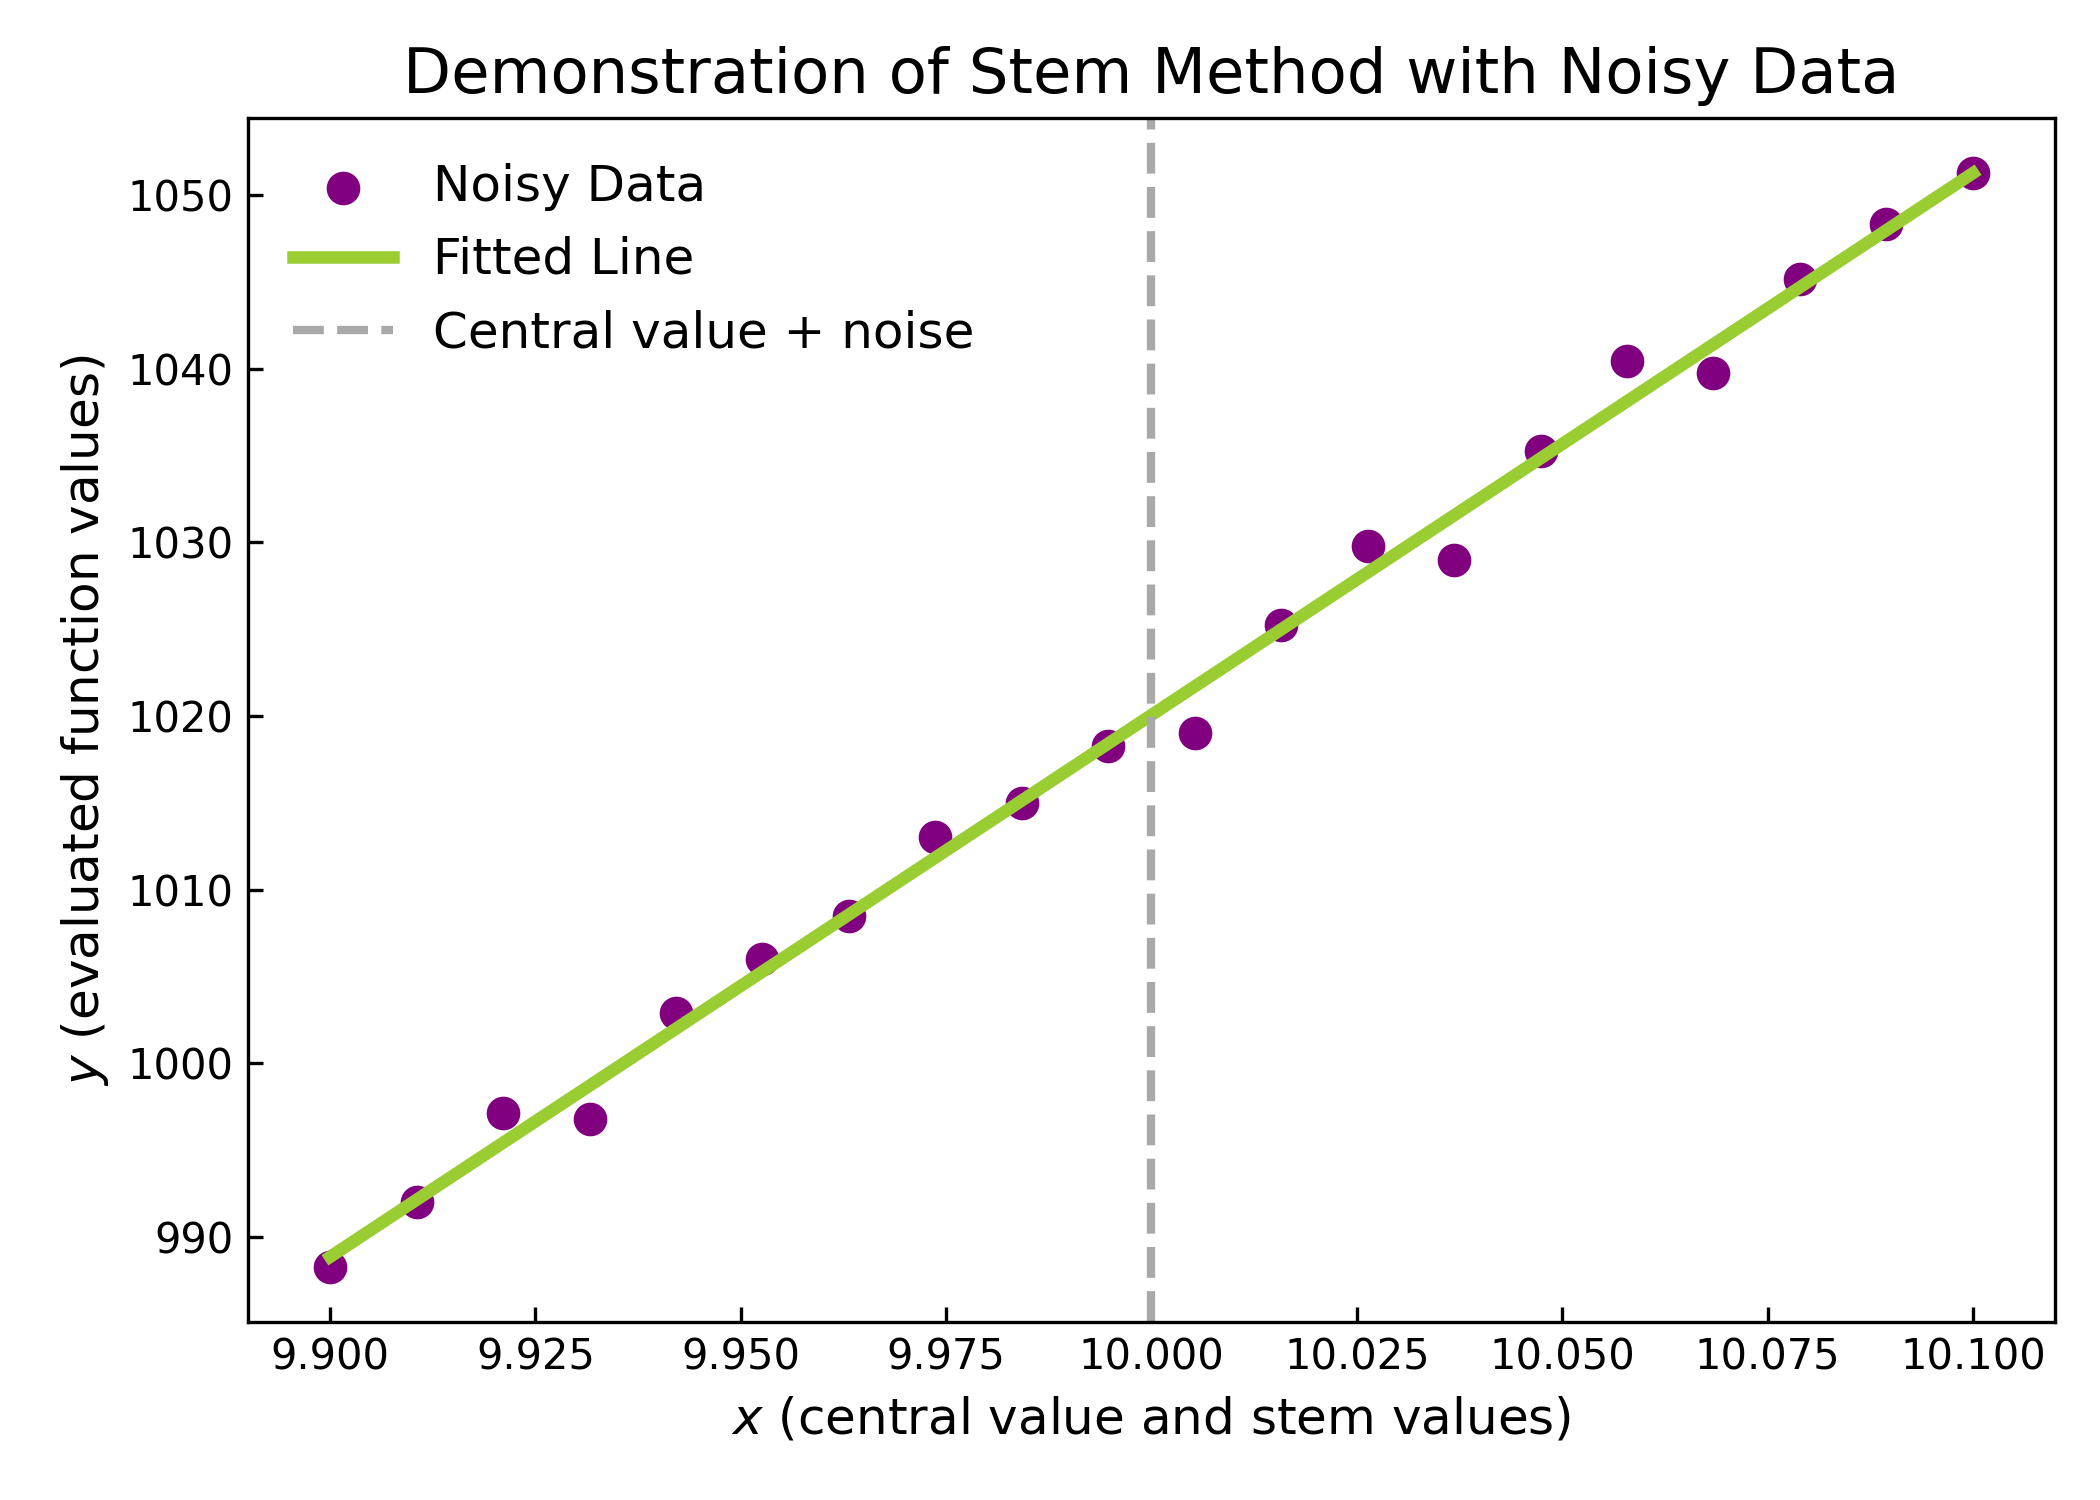 Demonstration of Stem Method with Noisy Data
Noisy Data
Fitted Line
Central value + noise
y (evaluated function values)
1050
1040
1030
1020
1010
1000
990
9.900 9.925 9.950 9.975 10.000 10.025 10.050 10.075 10.100
x (central value and stem values)